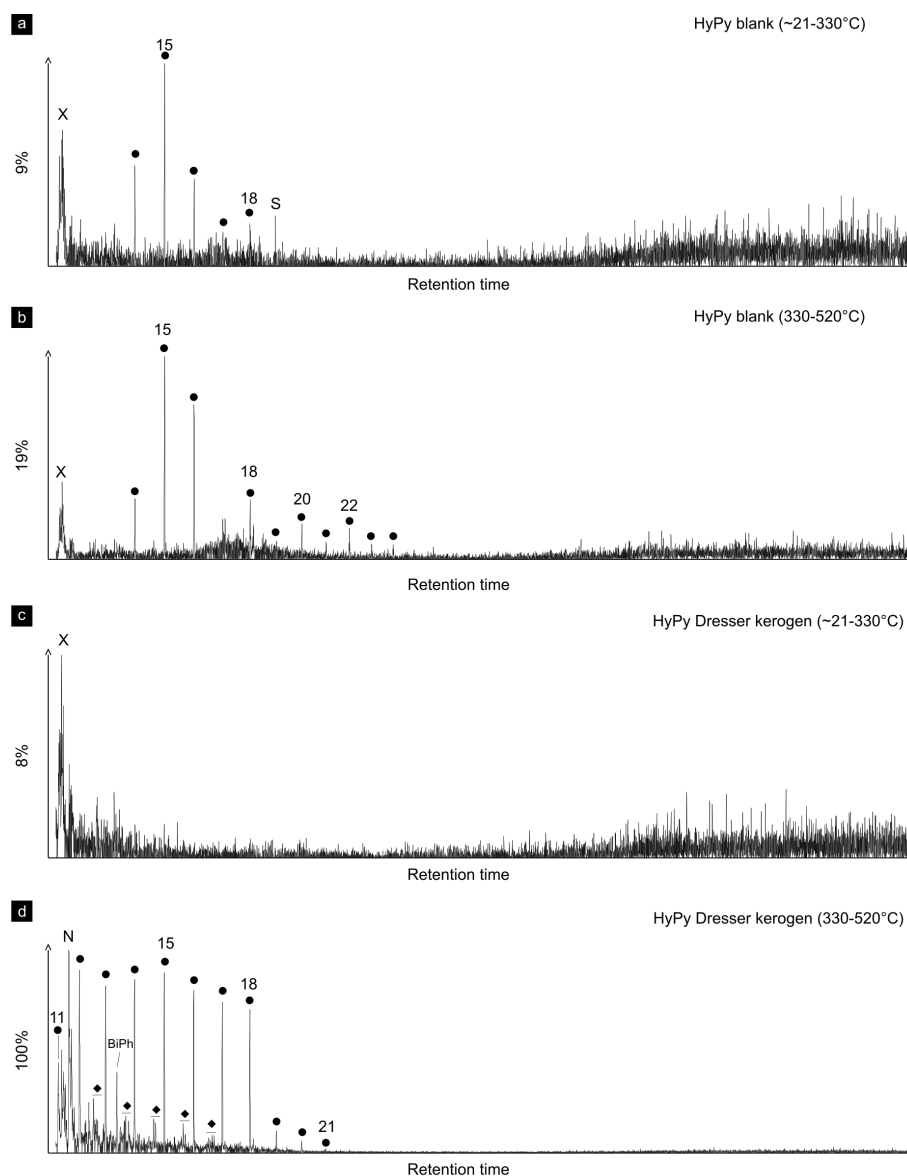 a
HyPy blank (~21-330°C)
15
X
9%
18
S
Retention time
b
HyPy blank (330-520°C)
15
19%
X
18
20
22
Retention time
c
HyPy Dresser kerogen (~21-330°C)
X
8%
Retention time
d
HyPy Dresser kerogen (330-520°C)
N
15
18
11
BiPh
100%
21
Retention time